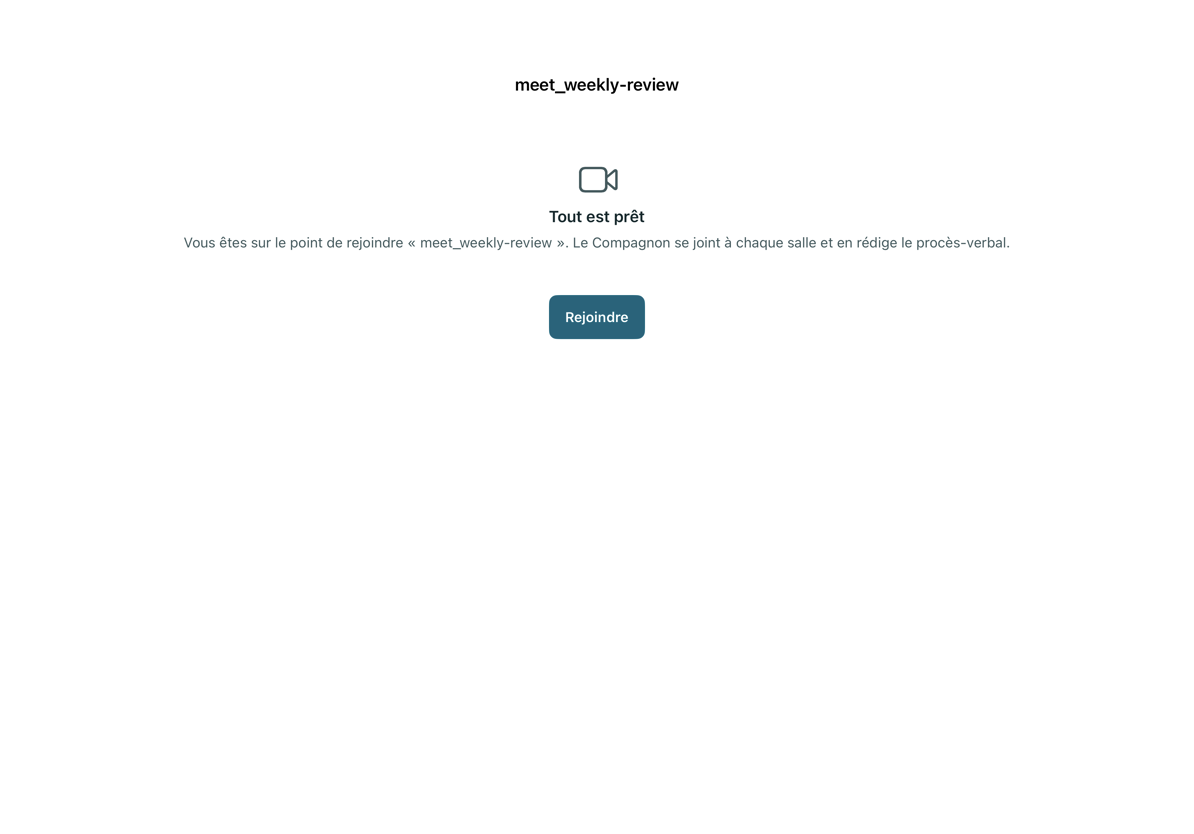 meet_weekly-review
Tout est prêt
Vous êtes sur le point de rejoindre « meet_weekly-review ». Le Compagnon se joint à chaque salle et en rédige le procès-verbal.
Rejoindre